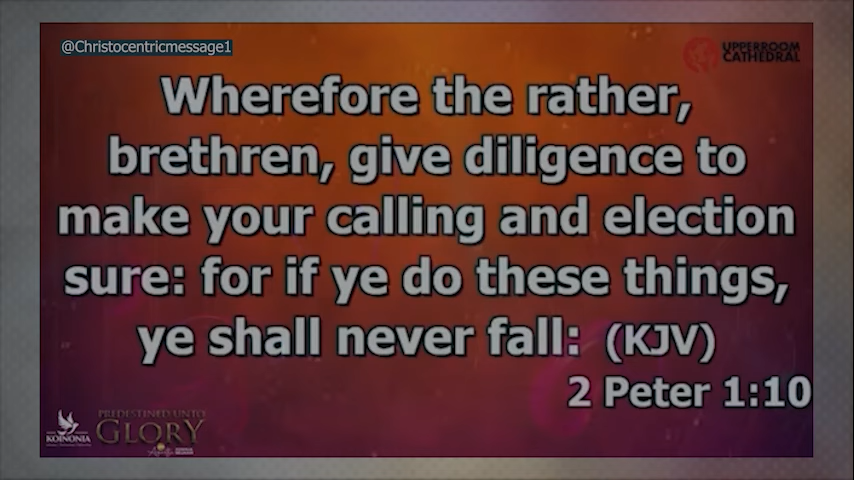 @Christocentricmessage1
UPPERROOM
CATHEDRAL
Wherefore the rather,
brethren, give diligence to
make your calling and election
sure: for if ye do these things,
ye shall never fall: (KJV)
2 Peter 1:10
KOINONIA
PREDESTINED UNTO
GLORY